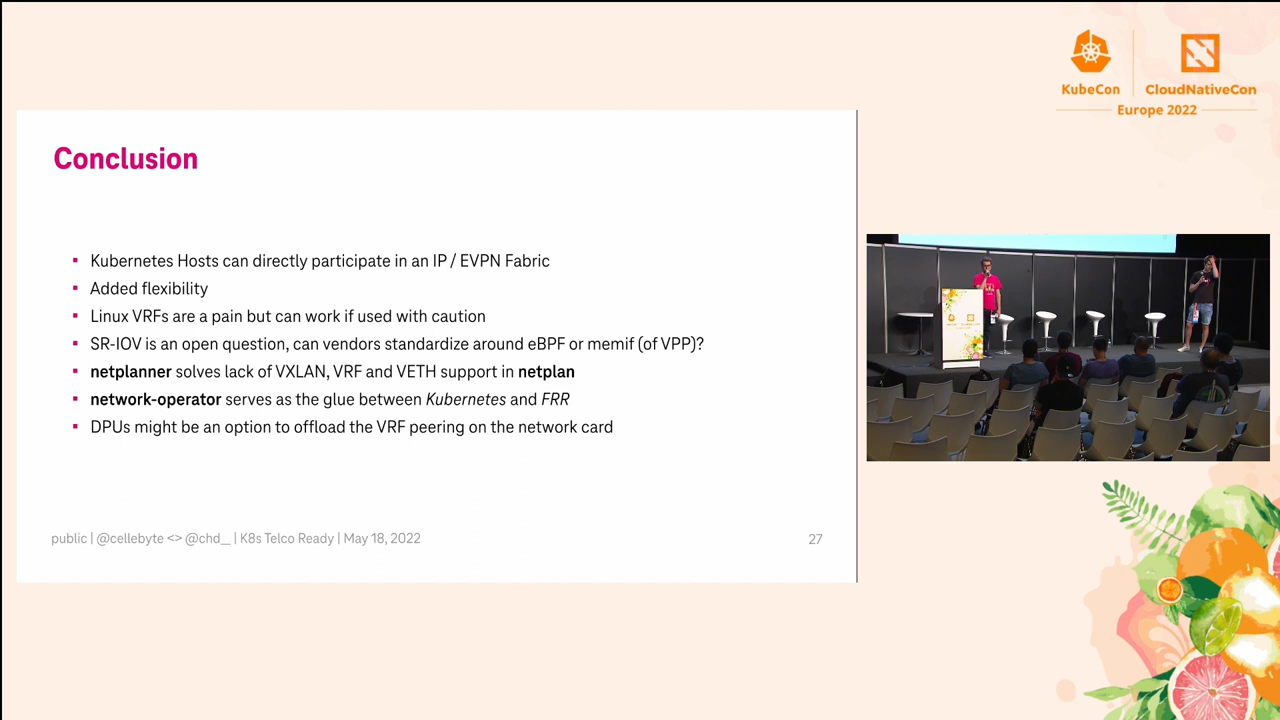 KubeCon
CloudNativeCon
Europe 2022
Conclusion
Kubernetes Hosts can directly participate in an IP / EVPN Fabric
Added flexibility
Linux VRFs are a pain but can work if used with caution
SR-IOV is an open question, can vendors standardize around eBPF or memif (of VPP)?
netplanner solves lack of VXLAN, VRF and VETH support in netplan
network-operator serves as the glue between Kubernetes and FRR
DPUs might be an option to offload the VRF peering on the network card
public | @cellebyte <> @chd_ | K8s Telco Ready | May 18, 2022
27